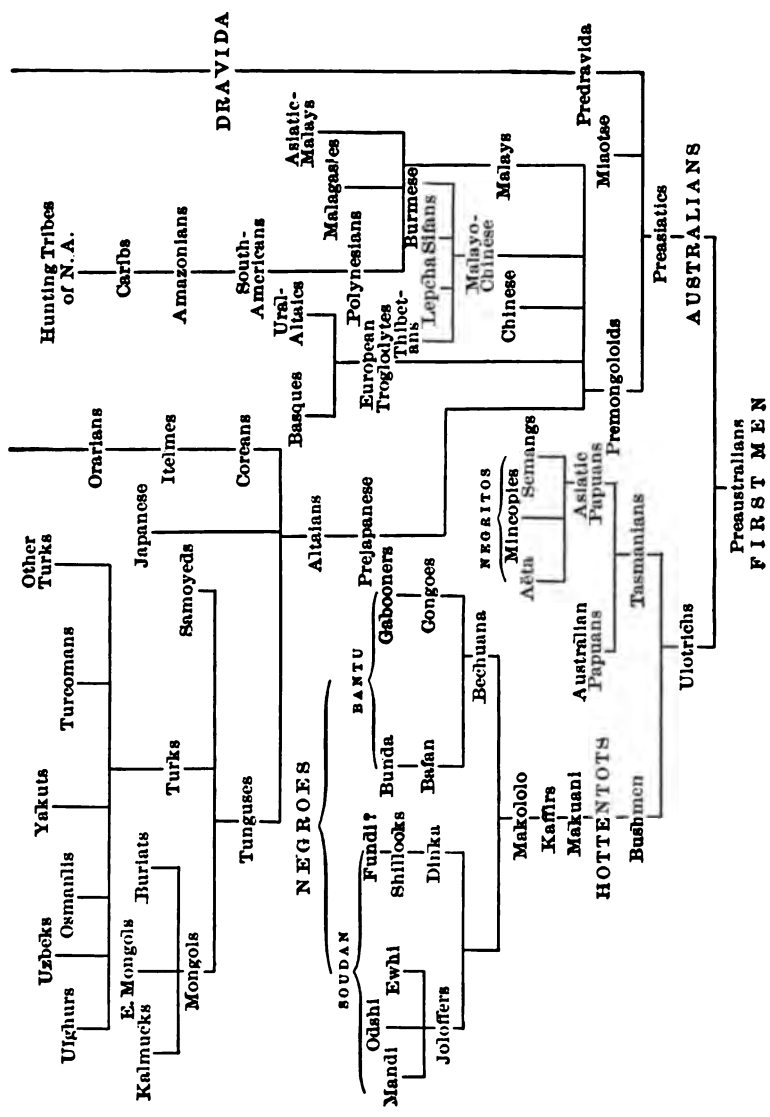 Other
Turks
Hunting Tribes
of N.A.
Uighurs
Uzbeks
Osmanlis
Yakuts
Turcomans
Orarians
Caribs
Kalmucks
E. Mongols
Buriats
Japanese
Itelmes
Amazonians
Mongols
Turks
Samoyeds
Coreans
South-
Americans
DRAVIDA
Tunguses
Basques
Ural-
Altaics
Malagasies
Asiatic-
Malays
NEGROES
Altaians
SOUDAN
BANTU
Prejapanese
European
Troglodytes
Polynesians
Mandi
Odshi
Ewhi
Fundi?
Shillooks
Bunda
Gabooners
Thibet-
ans
Lepcha
Sifans
Burmese
Joloffers
Dinka
Bafan
Congoes
Malayo-
Chinese
Bechuana
Chinese
Malays
NEGRITOS
Makololo
Aëta
Mincopies
Semangs
Kaffirs
Makuani
Australian
Papuans
Asiatic
Papuans
Premongoloids
Miaotse
Predravida
HOTTENTOTS
Bushmen
Tasmanians
Preasiatics
Ulotrichs
AUSTRALIANS
Preaustralians
FIRST MEN